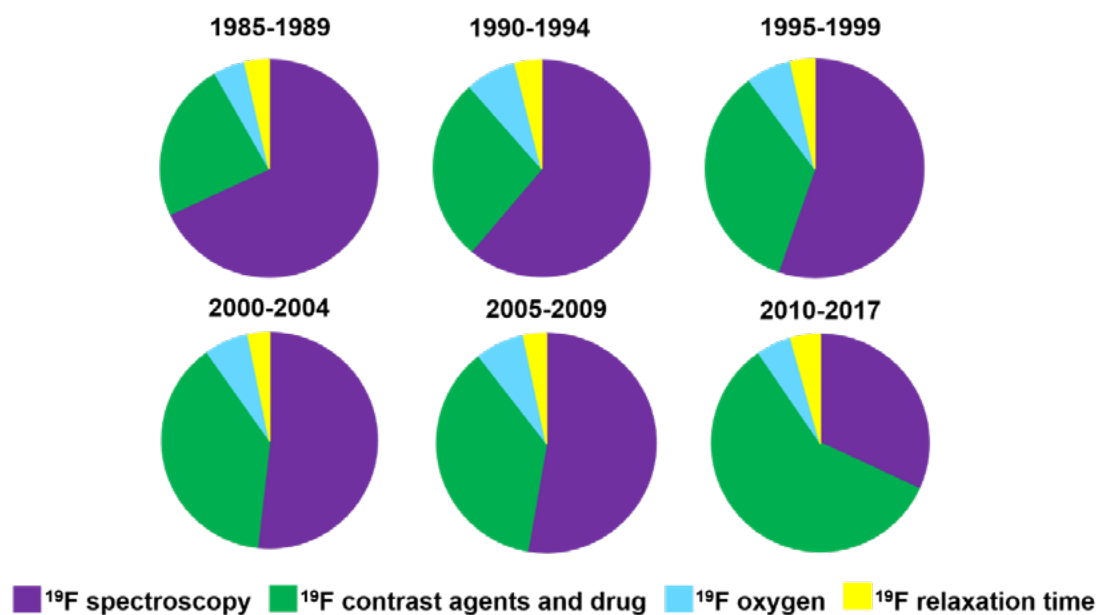 1985-1989
1990-1994
1995-1999
2000-2004
2005-2009
2010-2017
¹⁹F spectroscopy
¹⁹F contrast agents and drug
¹⁹F oxygen
¹⁹F relaxation time